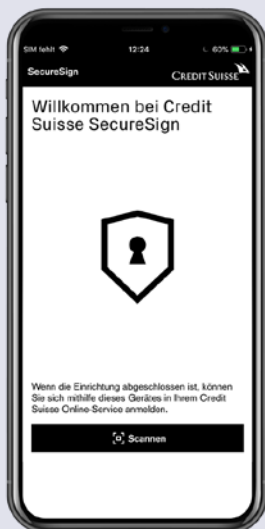 SIM fehlt 12:24 60%
SecureSign CREDIT SUISSE
Willkommen bei Credit
Suisse SecureSign
Wenn die Einrichtung abgeschlossen ist, können
Sie sich mithilfe dieses Gerätes in Ihrem Credit
Suisse Online-Service anmelden.
Scannen